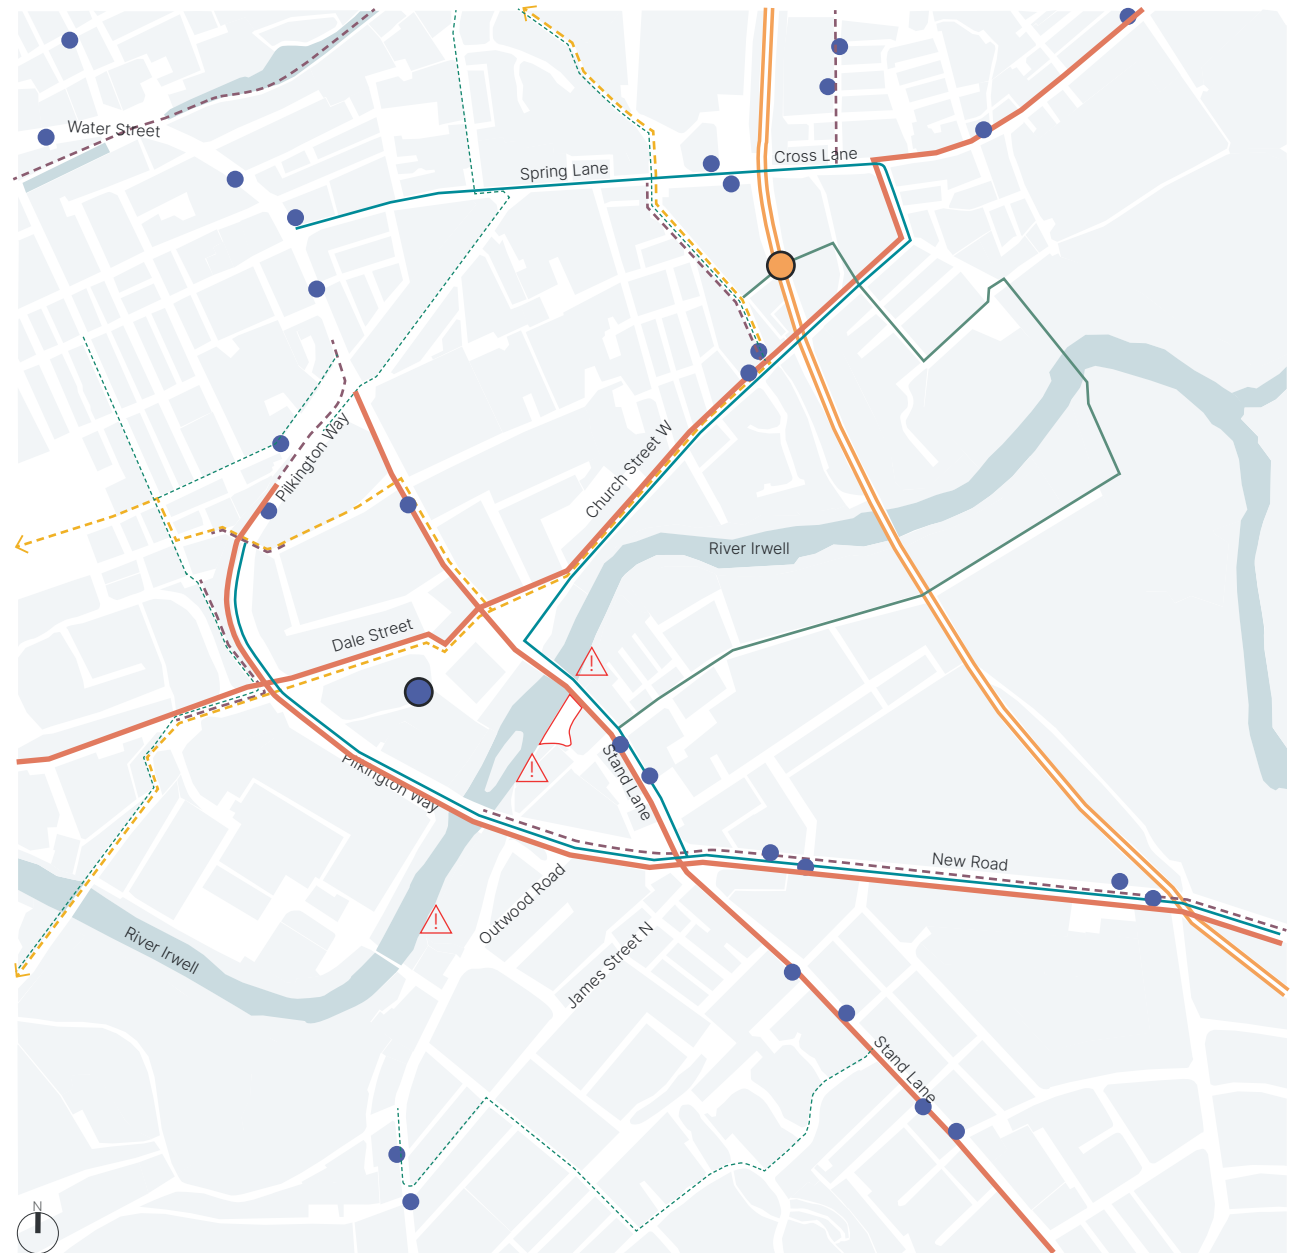 Water Street
Cross Lane
Spring Lane
Pilkington Way
Church Street W
River Irwell
Dale Street
Stand Lane
Pilkington Way
New Road
Outwood Road
River Irwell
James Street N
Stand Lane
N